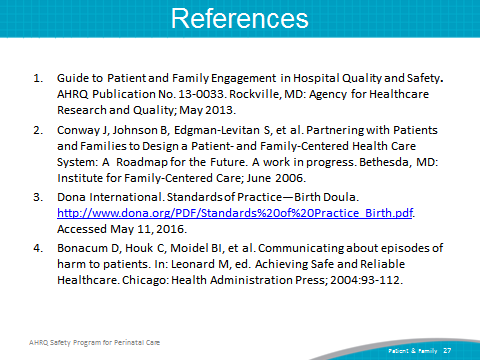 References
1. Guide to Patient and Family Engagement in Hospital Quality and Safety.
AHRQ Publication No. 13-0033. Rockville, MD: Agency for Healthcare
Research and Quality; May 2013.
2. Conway J, Johnson B, Edgman-Levitan S, et al. Partnering with Patients
and Families to Design a Patient- and Family-Centered Health Care
System: A Roadmap for the Future. A work in progress. Bethesda, MD:
Institute for Family-Centered Care; June 2006.
3. Dona International. Standards of Practice—Birth Doula.
http://www.dona.org/PDF/Standards%20of%20Practice_Birth.pdf.
Accessed May 11, 2016.
4. Bonacum D, Houk C, Moidel BI, et al. Communicating about episodes of
harm to patients. In: Leonard M, ed. Achieving Safe and Reliable
Healthcare. Chicago: Health Administration Press; 2004:93-112.
AHRQ Safety Program for Perinatal Care
Patient & Family 27